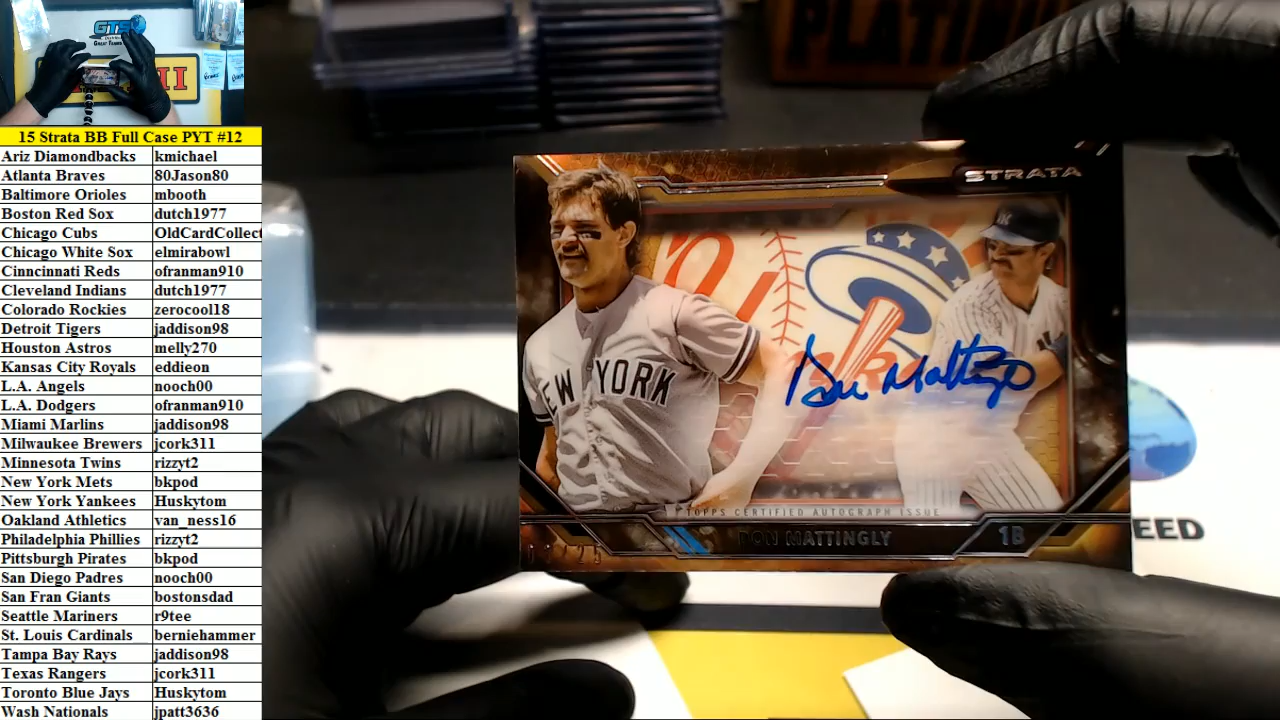 GTS
15 Strata BB Full Case PYT #12
Ariz Diamondbacks kmichael
Atlanta Braves 80Jason80
Baltimore Orioles mbooth
Boston Red Sox dutch1977
Chicago Cubs OldCardCollect
Chicago White Sox elmirabowl
Cinncinnati Reds ofranman910
Cleveland Indians dutch1977
Colorado Rockies zerocool18
Detroit Tigers jaddison98
Houston Astros melly270
Kansas City Royals eddieon
L.A. Angels nooch00
L.A. Dodgers ofranman910
Miami Marlins jaddison98
Milwaukee Brewers jcork311
Minnesota Twins rizzyt2
New York Mets bkpod
New York Yankees Huskytom
Oakland Athletics van_ness16
Philadelphia Phillies rizzyt2
Pittsburgh Pirates bkpod
San Diego Padres nooch00
San Fran Giants bostonsdad
Seattle Mariners r9tee
St. Louis Cardinals berniehammer
Tampa Bay Rays jaddison98
Texas Rangers jcork311
Toronto Blue Jays Huskytom
Wash Nationals jpatt3636
PLATINUM
STRATA
NEW YORK
Don Mattingly
TOPPS CERTIFIED AUTOGRAPH ISSUE
DON MATTINGLY
1B
EED